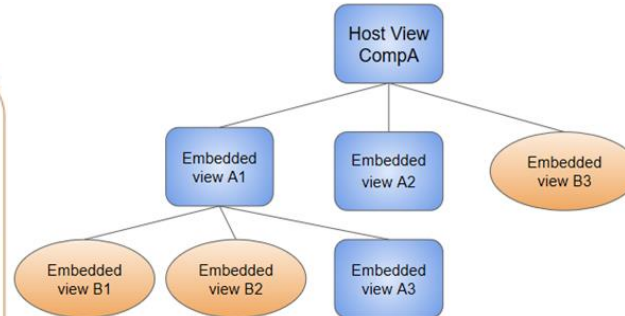 Host View
CompA
Embedded
view A1
Embedded
view A2
Embedded
view B3
Embedded
view B1
Embedded
view B2
Embedded
view A3